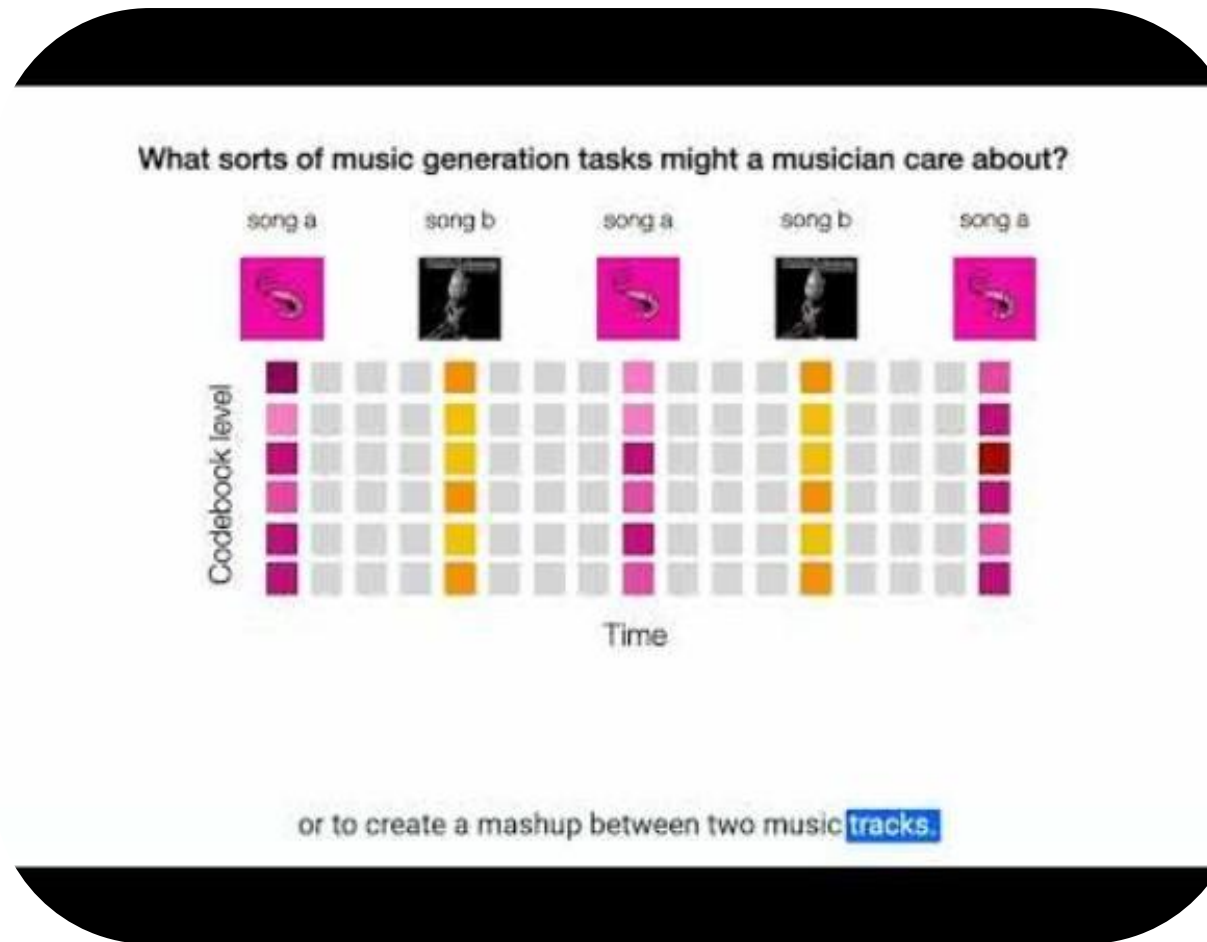 What sorts of music generation tasks might a musician care about?
song a song b song a song b song a
Codebook level
Time
or to create a mashup between two music tracks.